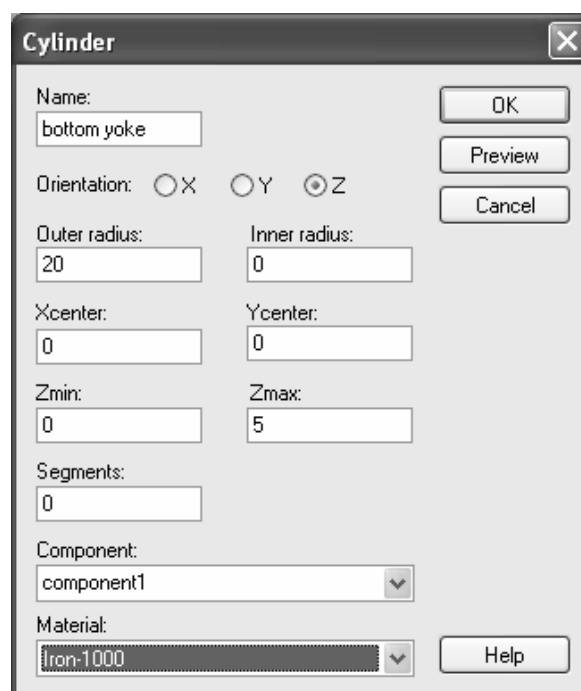 Cylinder
Name:
OK
bottom yoke
Preview
Orientation: X Y Z
Cancel
Outer radius: Inner radius:
20 0
Xcenter: Ycenter:
0 0
Zmin: Zmax:
0 5
Segments:
0
Component:
component1
Material:
Iron-1000
Help